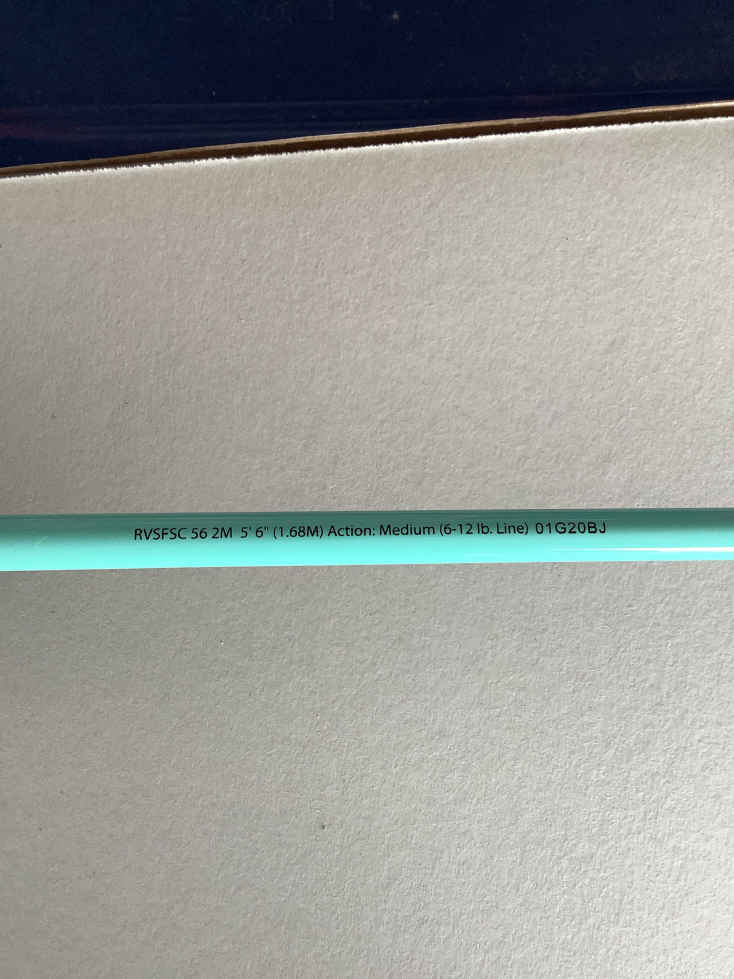 RVSFSC 56 2M 5' 6" (1.68M) Action: Medium (6-12 lb. Line) 01G20BJ